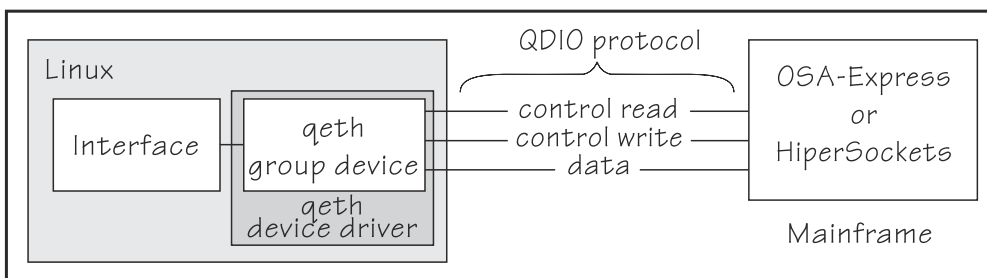 QDIO protocol
Linux
Interface
qeth
group device
qeth
device driver
control read
control write
data
OSA-Express
or
HiperSockets
Mainframe